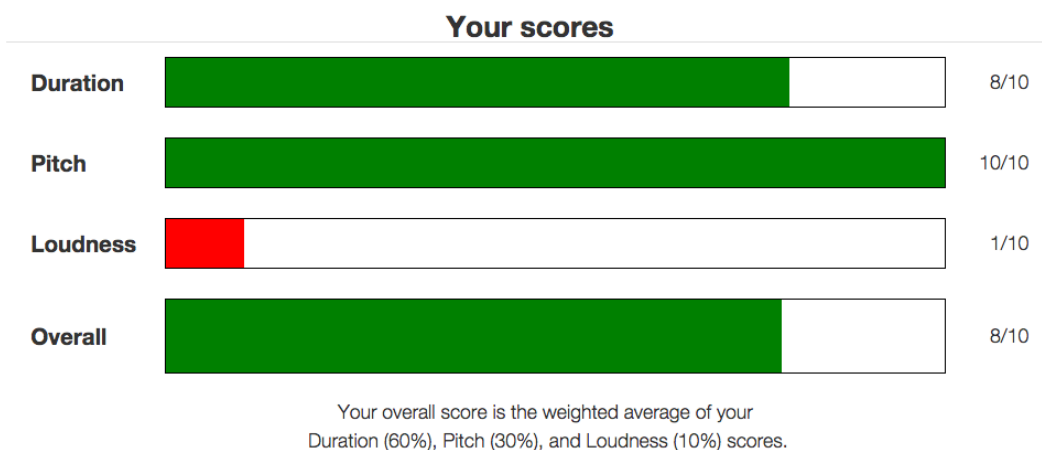 Your scores
Duration 8/10
Pitch 10/10
Loudness 1/10
Overall 8/10
Your overall score is the weighted average of your
Duration (60%), Pitch (30%), and Loudness (10%) scores.